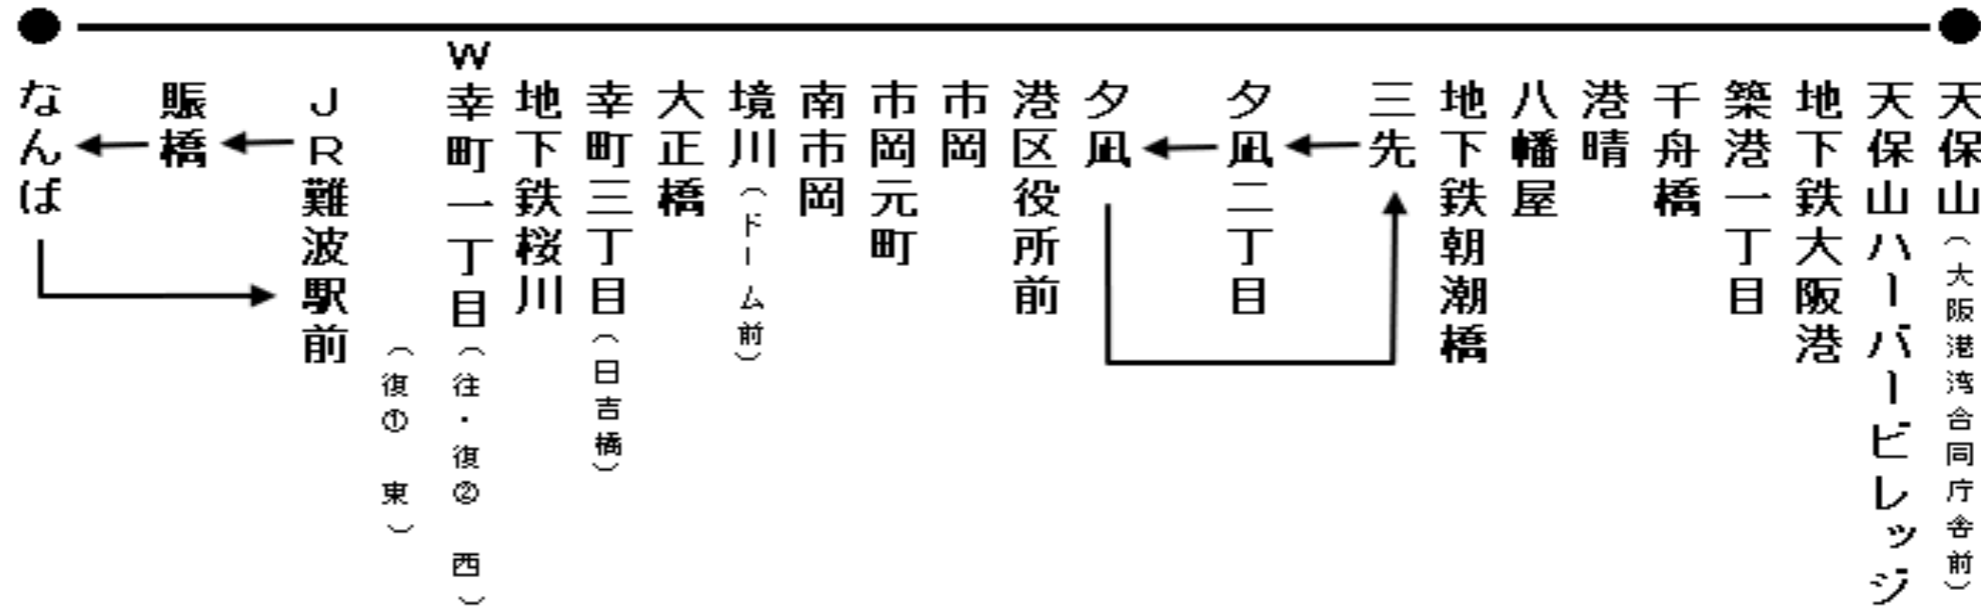 なんば
賑橋
JR難波駅前
(復① 東)
W幸町一丁目(往・復② 西)
地下鉄桜川
幸町三丁目(日吉橋)
大正橋
境川(ドーム前)
南市岡
市岡元町
市岡
港区役所前
夕凪
夕凪二丁目
三先
地下鉄朝潮橋
八幡屋
港晴
千舟橋
築港一丁目
地下鉄大阪港
天保山ハーバービレッジ
天保山(大阪港湾合同庁舎前)